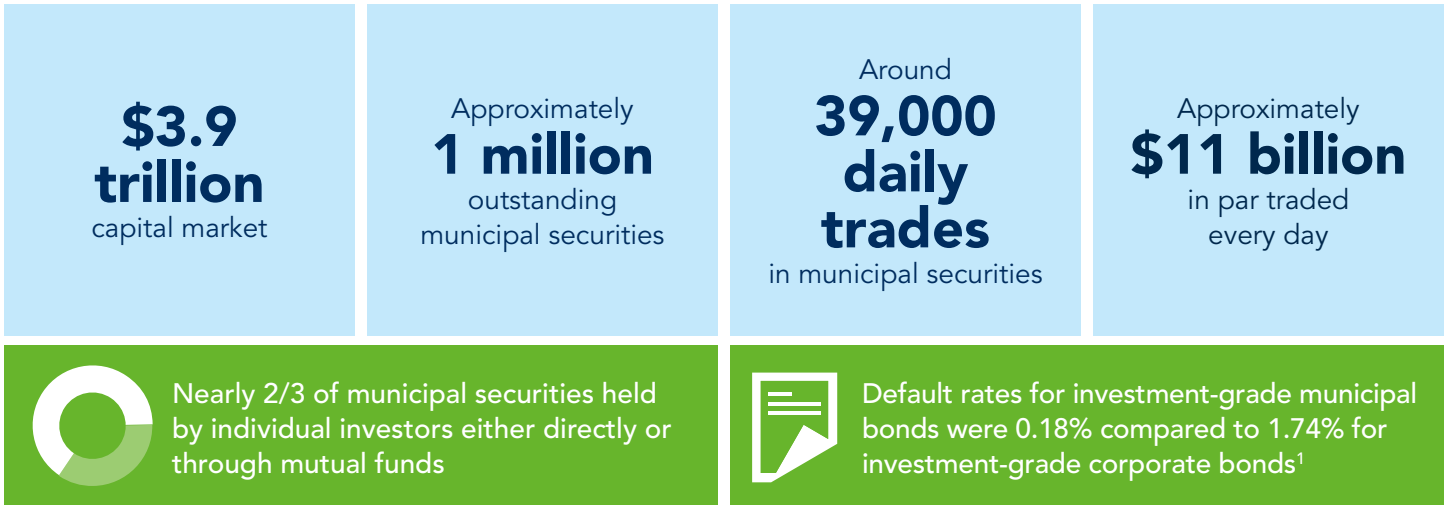 $3.9
trillion
capital market
Approximately
1 million
outstanding
municipal securities
Around
39,000
daily
trades
in municipal securities
Approximately
$11 billion
in par traded
every day
Nearly 2/3 of municipal securities held
by individual investors either directly or
through mutual funds
Default rates for investment-grade municipal
bonds were 0.18% compared to 1.74% for
investment-grade corporate bonds¹